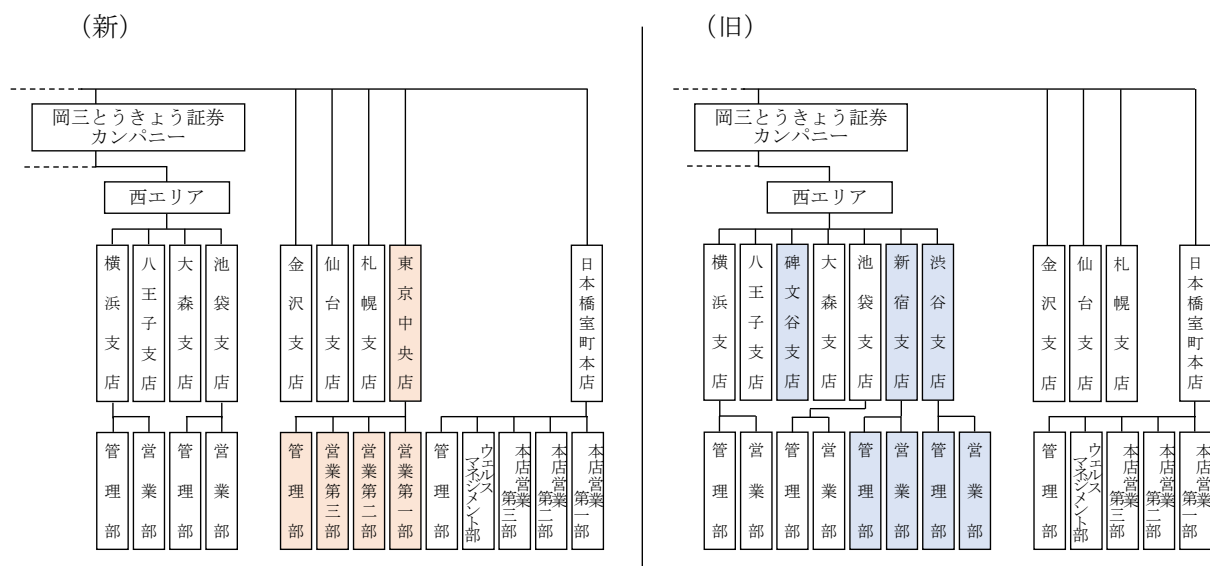 （新）
岡三とうきょう証券
カンパニー
西エリア
横浜支店
八王子支店
大森支店
池袋支店
金沢支店
仙台支店
札幌支店
東京中央店
日本橋室町本店
管理部
営業部
管理部
営業部
管理部
営業第三部
営業第二部
営業第一部
管理部
ウェルス
マネジメント部
本店営業
第三部
本店営業
第二部
本店営業
第一部
（旧）
岡三とうきょう証券
カンパニー
西エリア
横浜支店
八王子支店
碑文谷支店
大森支店
池袋支店
新宿支店
渋谷支店
金沢支店
仙台支店
札幌支店
日本橋室町本店
管理部
営業部
管理部
営業部
管理部
営業部
管理部
営業部
管理部
ウェルス
マネジメント部
本店営業
第三部
本店営業
第二部
本店営業
第一部